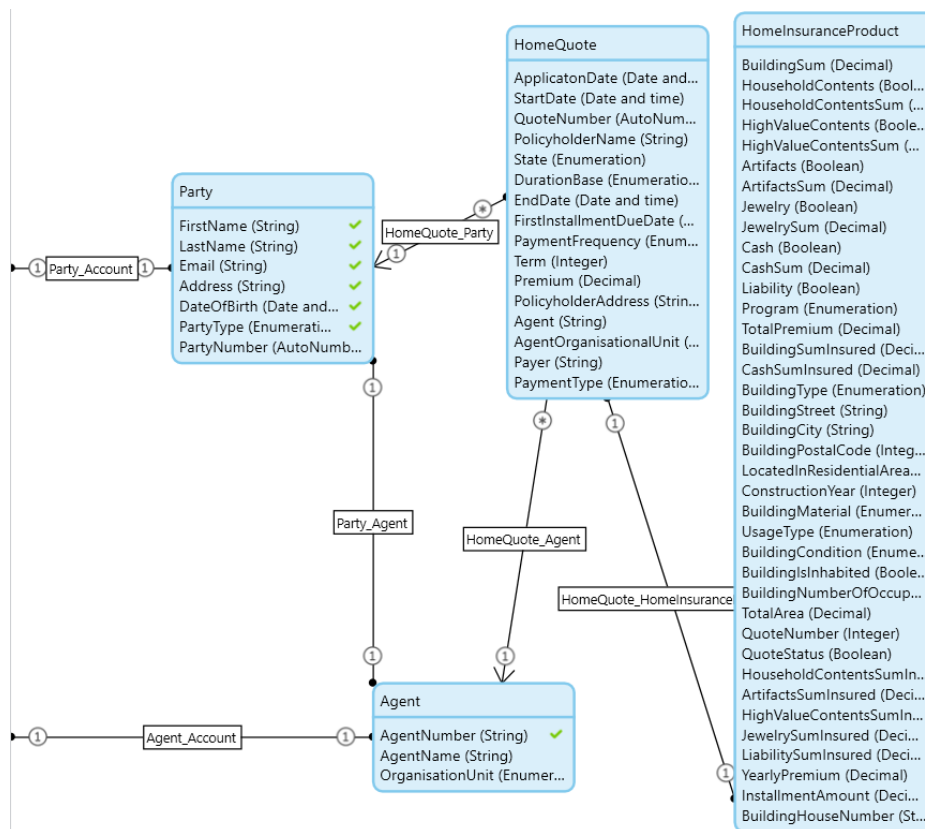 HomeInsuranceProduct
BuildingSum (Decimal)
HouseholdContents (Bool...
HouseholdContentsSum (...
HighValueContents (Boole...
HighValueContentsSum (...
Artifacts (Boolean)
ArtifactsSum (Decimal)
Jewelry (Boolean)
JewelrySum (Decimal)
Cash (Boolean)
CashSum (Decimal)
Liability (Boolean)
Program (Enumeration)
TotalPremium (Decimal)
BuildingSumInsured (Deci...
CashSumInsured (Decimal)
BuildingType (Enumeration)
BuildingStreet (String)
BuildingCity (String)
BuildingPostalCode (Integ...
LocatedInResidentialArea...
ConstructionYear (Integer)
BuildingMaterial (Enumer...
UsageType (Enumeration)
BuildingCondition (Enume...
BuildingIsInhabited (Boole...
BuildingNumberOfOccup...
TotalArea (Decimal)
QuoteNumber (Integer)
QuoteStatus (Boolean)
HouseholdContentsSumIn...
ArtifactsSumInsured (Deci...
HighValueContentsSumIn...
JewelrySumInsured (Deci...
LiabilitySumInsured (Deci...
YearlyPremium (Decimal)
InstallmentAmount (Deci...
BuildingHouseNumber (St...
HomeQuote
ApplicatonDate (Date and...
StartDate (Date and time)
QuoteNumber (AutoNum...
PolicyholderName (String)
State (Enumeration)
DurationBase (Enumeratio...
EndDate (Date and time)
FirstInstallmentDueDate (...
PaymentFrequency (Enum...
Term (Integer)
Premium (Decimal)
PolicyholderAddress (Strin...
Agent (String)
AgentOrganisationalUnit (...
Payer (String)
PaymentType (Enumeratio...
Party
FirstName (String)
LastName (String)
Email (String)
Address (String)
DateOfBirth (Date and...
PartyType (Enumerati...
PartyNumber (AutoNumb...
*
HomeQuote_Party
1
1
Party_Account
1
1
Party_Agent
1
*
HomeQuote_Agent
1
1
HomeQuote_HomeInsurance
1
Agent
AgentNumber (String)
AgentName (String)
OrganisationUnit (Enumer...
1
Agent_Account
1